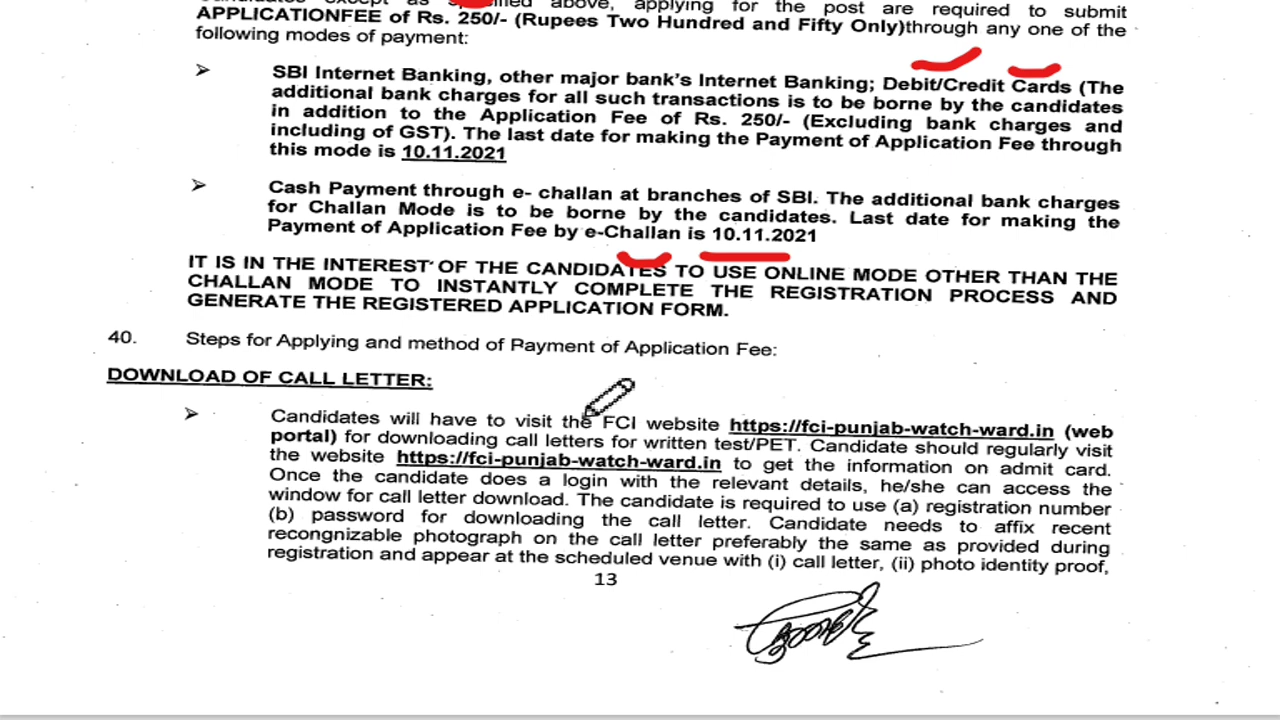 above, applying for the post are required to submit
APPLICATIONFEE of Rs. 250/- (Rupees Two Hundred and Fifty Only)through any one of the
following modes of payment:
➢ SBI Internet Banking, other major bank's Internet Banking; Debit/Credit Cards (The
additional bank charges for all such transactions is to be borne by the candidates
in addition to the Application Fee of Rs. 250/- (Excluding bank charges and
including of GST). The last date for making the Payment of Application Fee through
this mode is 10.11.2021
➢ Cash Payment through e- challan at branches of SBI. The additional bank charges
for Challan Mode is to be borne by the candidates. Last date for making the
Payment of Application Fee by e-Challan is 10.11.2021
IT IS IN THE INTEREST OF THE CANDIDATES TO USE ONLINE MODE OTHER THAN THE
CHALLAN MODE TO INSTANTLY COMPLETE THE REGISTRATION PROCESS AND
GENERATE THE REGISTERED APPLICATION FORM.
40. Steps for Applying and method of Payment of Application Fee:
DOWNLOAD OF CALL LETTER:
➢ Candidates will have to visit the FCI website https://fci-punjab-watch-ward.in (web
portal) for downloading call letters for written test/PET. Candidate should regularly visit
the website https://fci-punjab-watch-ward.in to get the information on admit card.
Once the candidate does a login with the relevant details, he/she can access the
window for call letter download. The candidate is required to use (a) registration number
(b) password for downloading the call letter. Candidate needs to affix recent
recongnizable photograph on the call letter preferably the same as provided during
registration and appear at the scheduled venue with (i) call letter, (ii) photo identity proof,
13